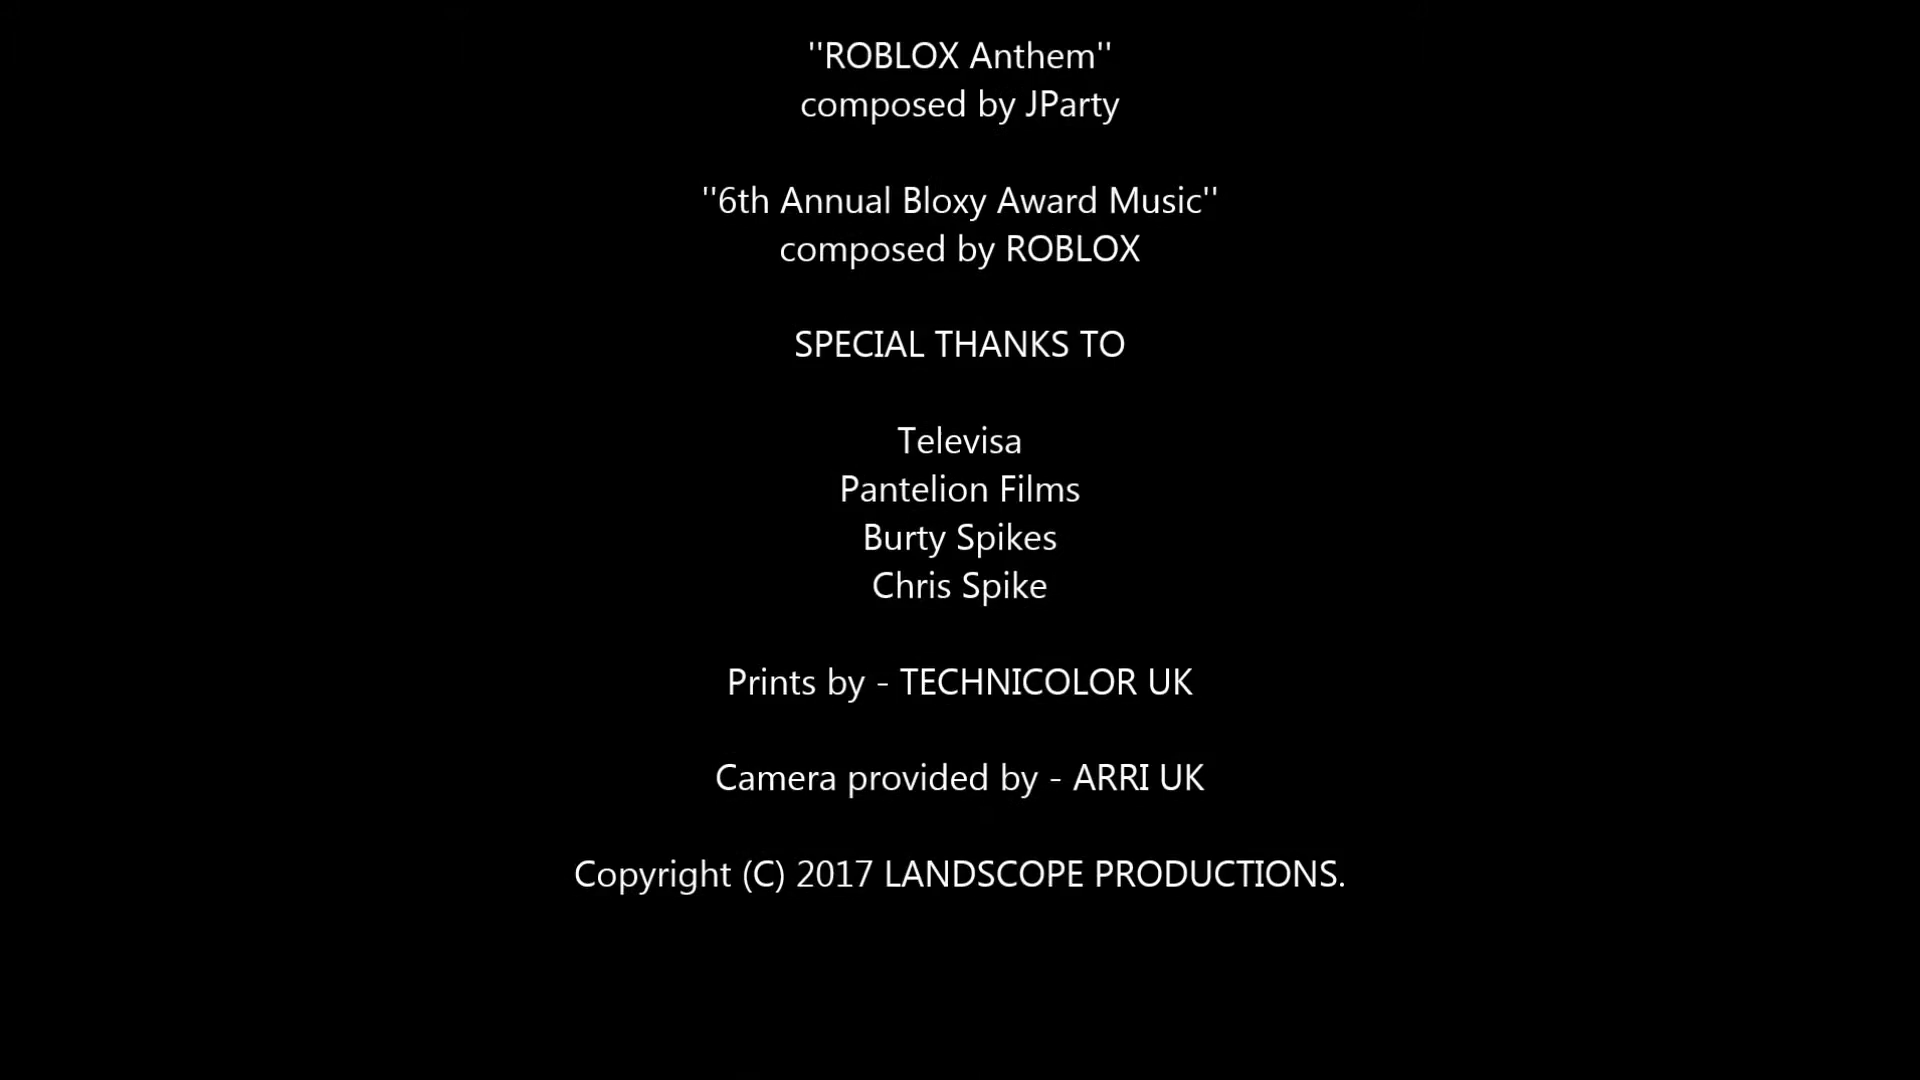 ''ROBLOX Anthem''
composed by JParty
''6th Annual Bloxy Award Music''
composed by ROBLOX
SPECIAL THANKS TO
Televisa
Pantelion Films
Burty Spikes
Chris Spike
Prints by - TECHNICOLOR UK
Camera provided by - ARRI UK
Copyright (C) 2017 LANDSCOPE PRODUCTIONS.